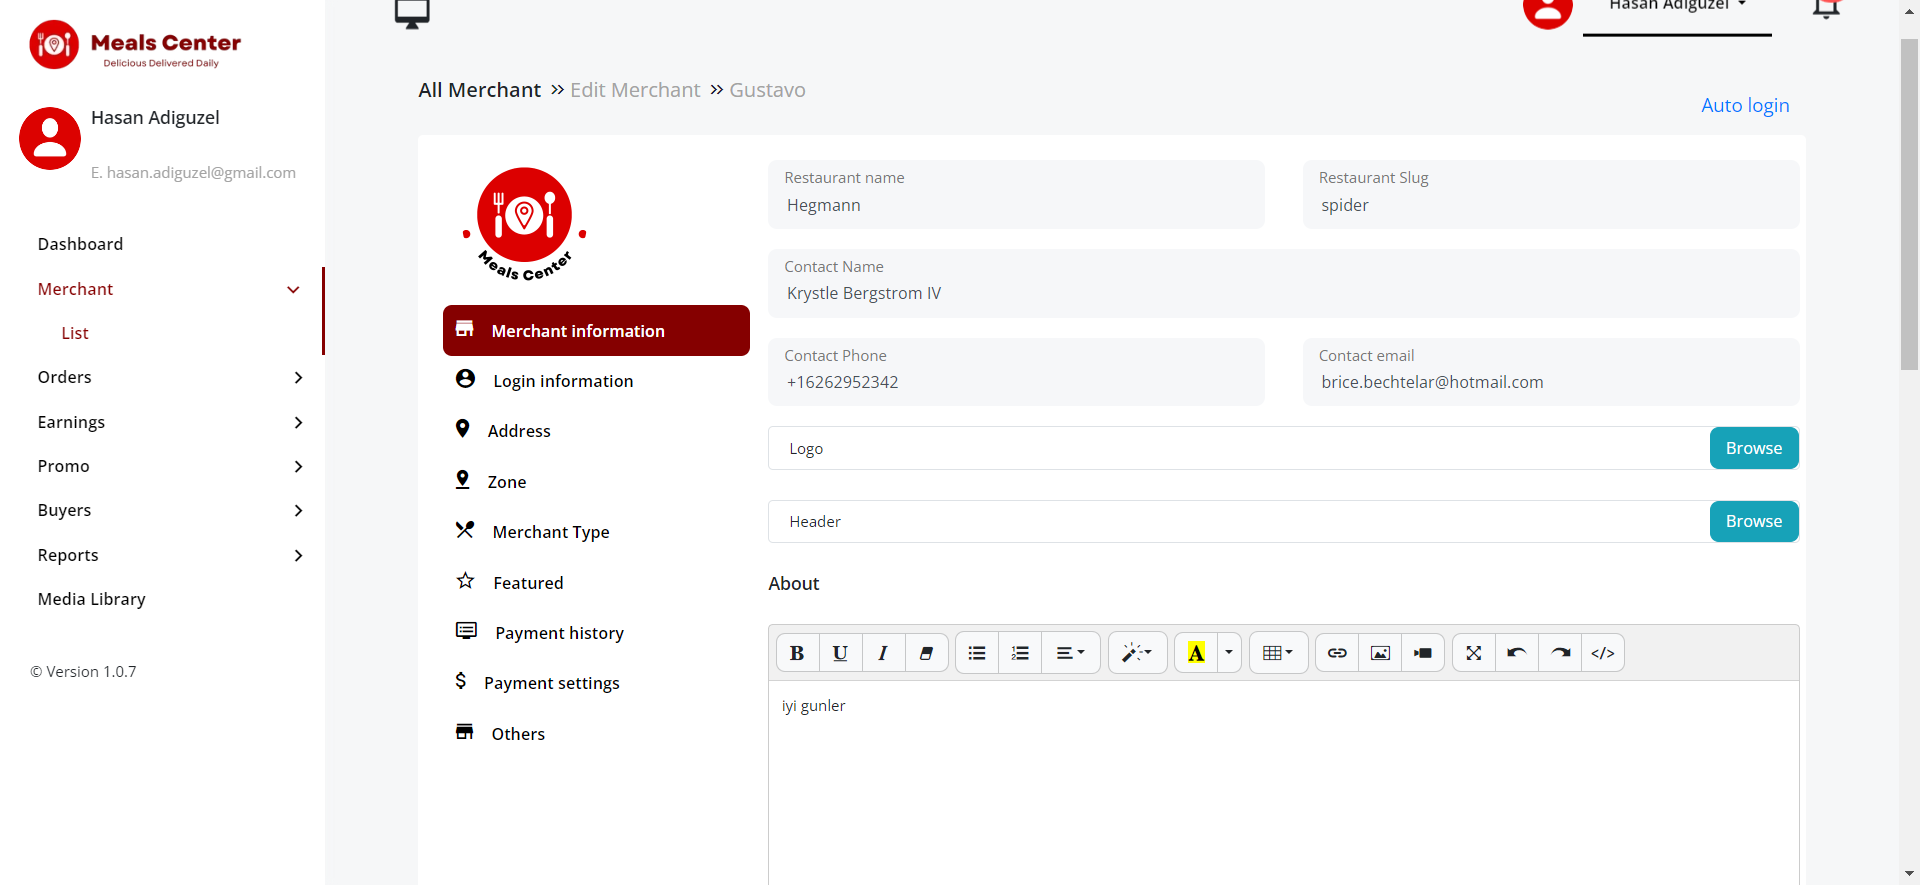 Meals Center
Delicious Delivered Daily
Hasan Adiguzel
E. hasan.adiguzel@gmail.com
Dashboard
Merchant
List
Orders
Earnings
Promo
Buyers
Reports
Media Library
© Version 1.0.7
Hasan Adiguzel
All Merchant » Edit Merchant » Gustavo
Auto login
Meals Center
Merchant information
Login information
Address
Zone
Merchant Type
Featured
Payment history
Payment settings
Others
Restaurant name
Hegmann
Restaurant Slug
spider
Contact Name
Krystle Bergstrom IV
Contact Phone
+16262952342
Contact email
brice.bechtelar@hotmail.com
Logo
Browse
Header
Browse
About
B U I A </>
iyi gunler